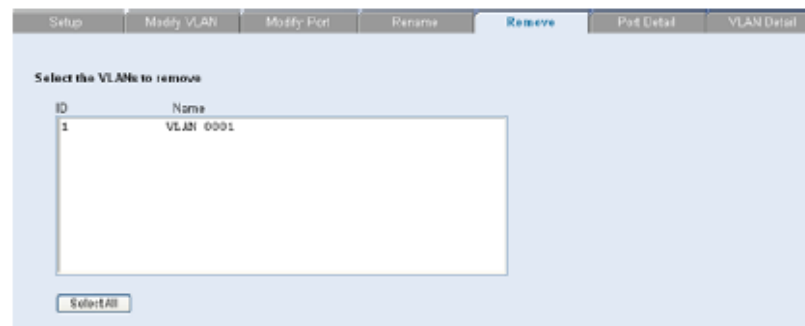 Setup Modify VLAN Modify Port Rename Remove Port Detail VLAN Detail
Select the VLANs to remove
ID Name
1 VLAN 0001
Select All